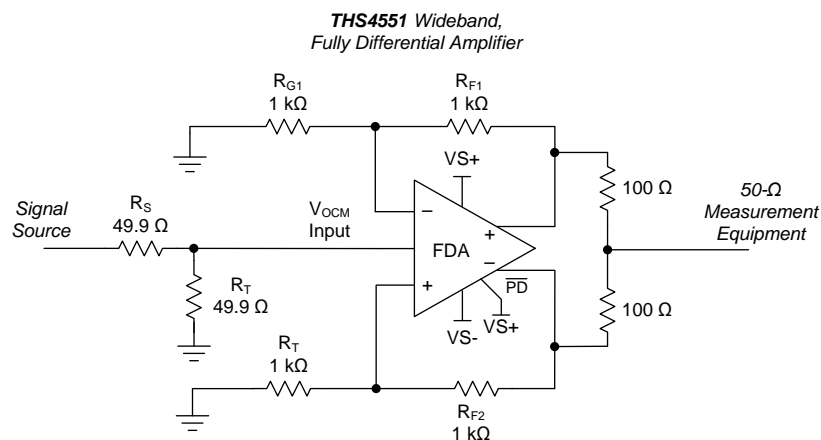 THS4551 Wideband,
Fully Differential Amplifier
RG1
1 kΩ
RF1
1 kΩ
VS+
100 Ω
50-Ω
Measurement
Equipment
Signal
Source
RS
49.9 Ω
VOCM
Input
−
+
FDA
+
−
PD
RT
49.9 Ω
VS-
VS+
100 Ω
RT
1 kΩ
RF2
1 kΩ